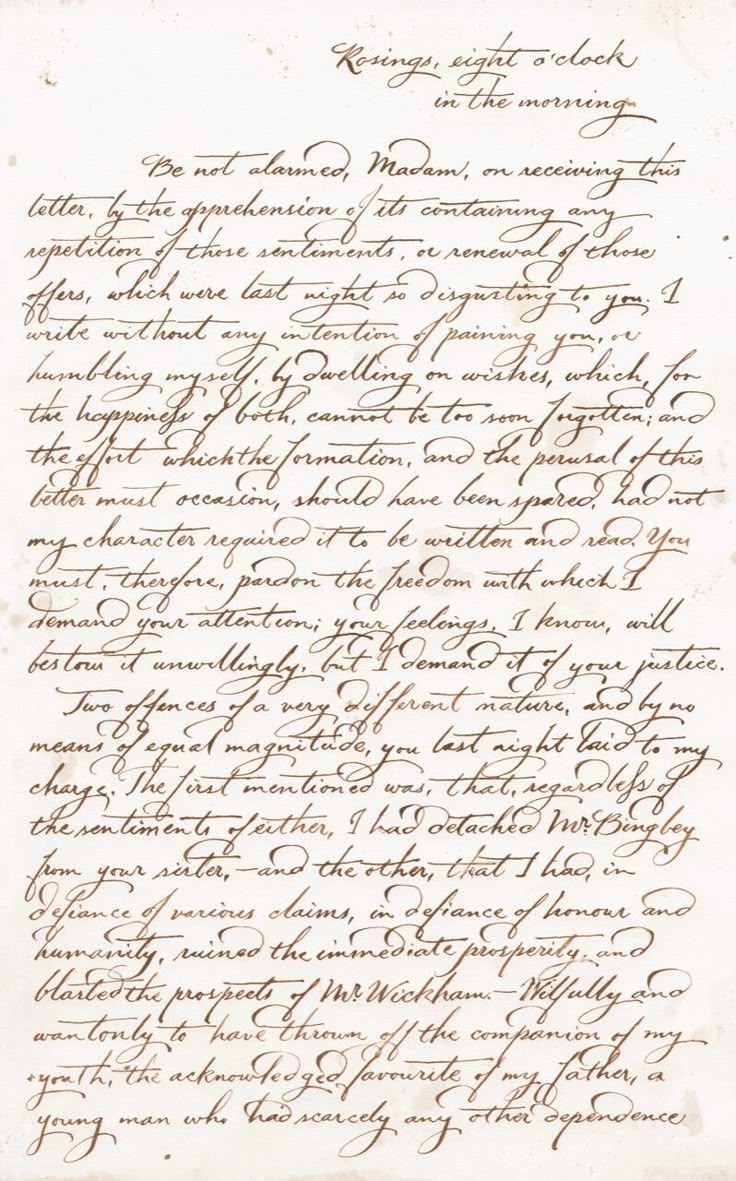 Rosings, eight o'clock
in the morning
Be not alarmed, Madam, on receiving this
letter, by the apprehension of its containing any
repetition of those sentiments, or renewal of those
offers, which were last night so disgusting to you. I
write without any intention of paining you, or
humbling myself, by dwelling on wishes, which, for
the happiness of both, cannot be too soon forgotten; and
the effort which the formation, and the perusal of this
letter must occasion, should have been spared, had not
my character required it to be written and read. You
must, therefore, pardon the freedom with which I
demand your attention; your feelings, I know, will
bestow it unwillingly, but I demand it of your justice.
Two offences of a very different nature, and by no
means of equal magnitude, you last night laid to my
charge. The first mentioned was, that, regardless of
the sentiments of either, I had detached Mr. Bingley
from your sister, —and the other, that I had, in
defiance of various claims, in defiance of honour and
humanity, ruined the immediate prosperity, and
blasted the prospects of Mr. Wickham. — Wilfully and
wantonly to have thrown off the companion of my
youth, the acknowledged favourite of my father, a
young man who had scarcely any other dependence